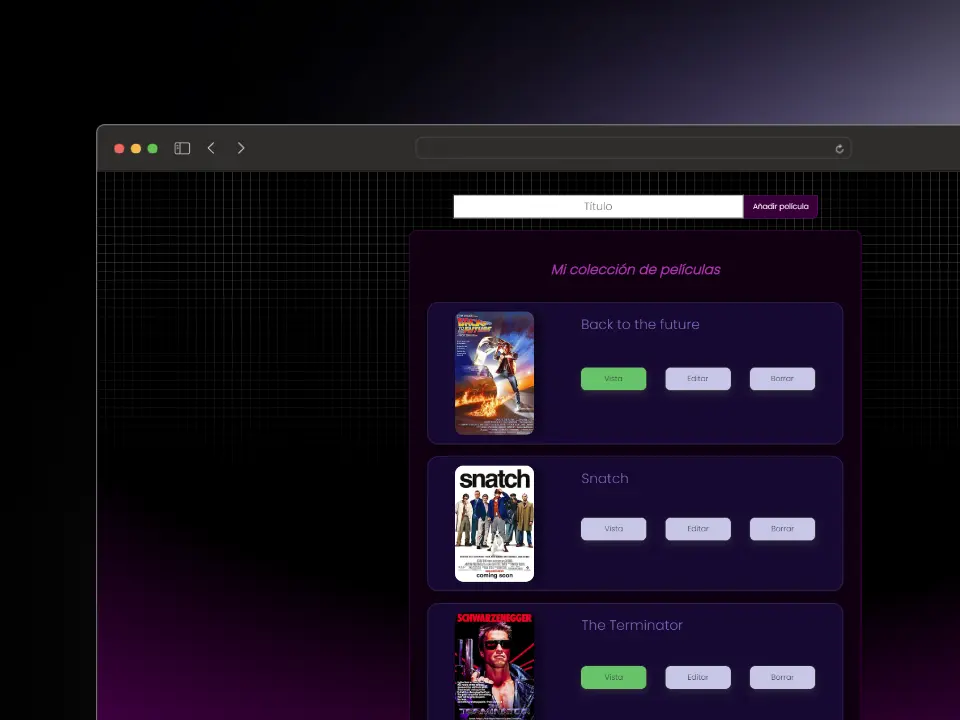 Título
Añadir película
Mi colección de películas
BACK
TO THE
FUTURE
Back to the future
Vista
Editar
Borrar
snatch
coming soon
Snatch
Vista
Editar
Borrar
SCHWARZENEGGER
TERMINATOR
The Terminator
Vista
Editar
Borrar